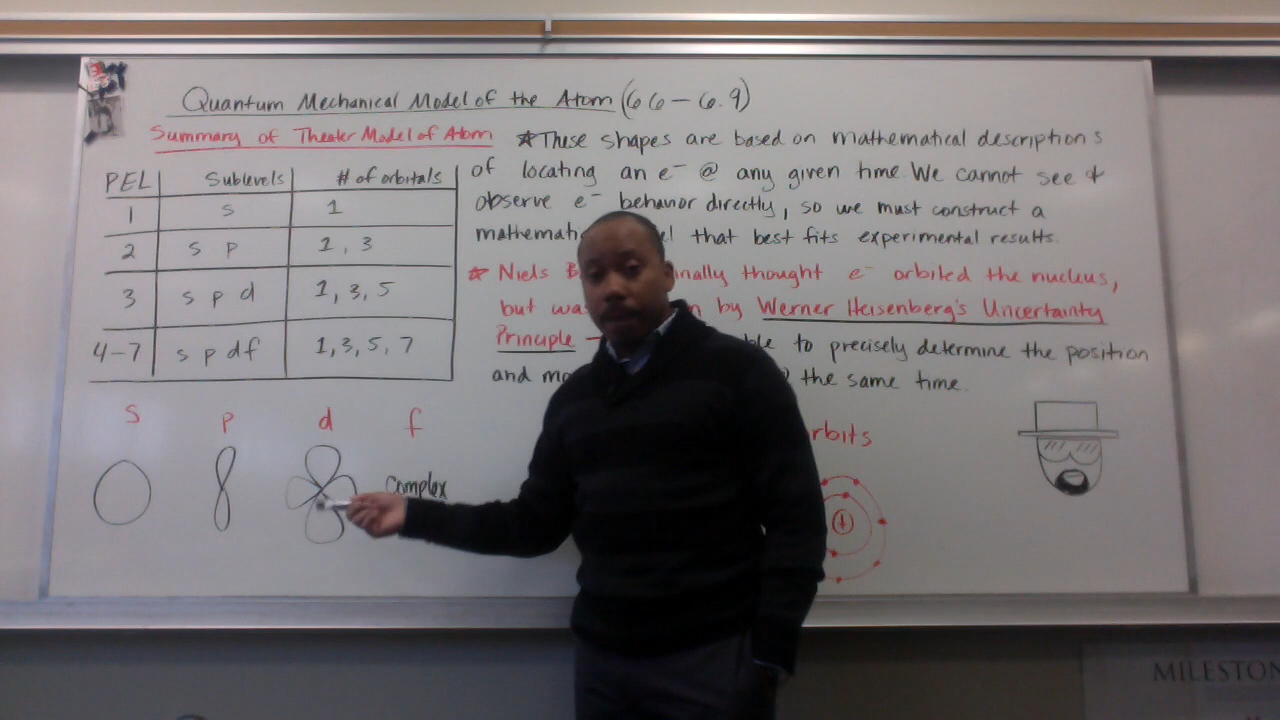 Quantum Mechanical Model of the Atom (6.6 - 6.9)
Summary of Theater Model of Atom
PEL Sublevels # of orbitals
1 s 1
2 s p 1, 3
3 s p d 1, 3, 5
4-7 s p d f 1, 3, 5, 7
s p d f
Complex
*These shapes are based on mathematical descriptions
of locating an e⁻ @ any given time. We cannot see &
observe e⁻ behavior directly, so we must construct a
that best fits experimental results.
* Niels thought e⁻ orbited the nucleus,
but by Werner Heisenberg's Uncertainty
Principle - to precisely determine the position
and the same time.
rbits
+
MILESTON